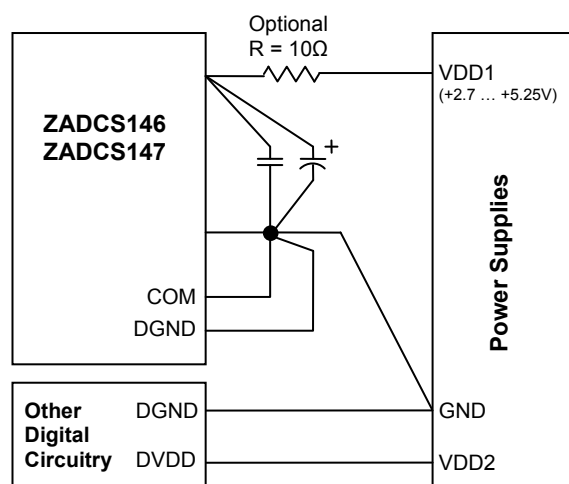 Optional
R = 10Ω
VDD1
(+2.7 … +5.25V)
ZADCS146
ZADCS147
+
COM
DGND
Power Supplies
Other
Digital
Circuitry
DGND
DVDD
GND
VDD2